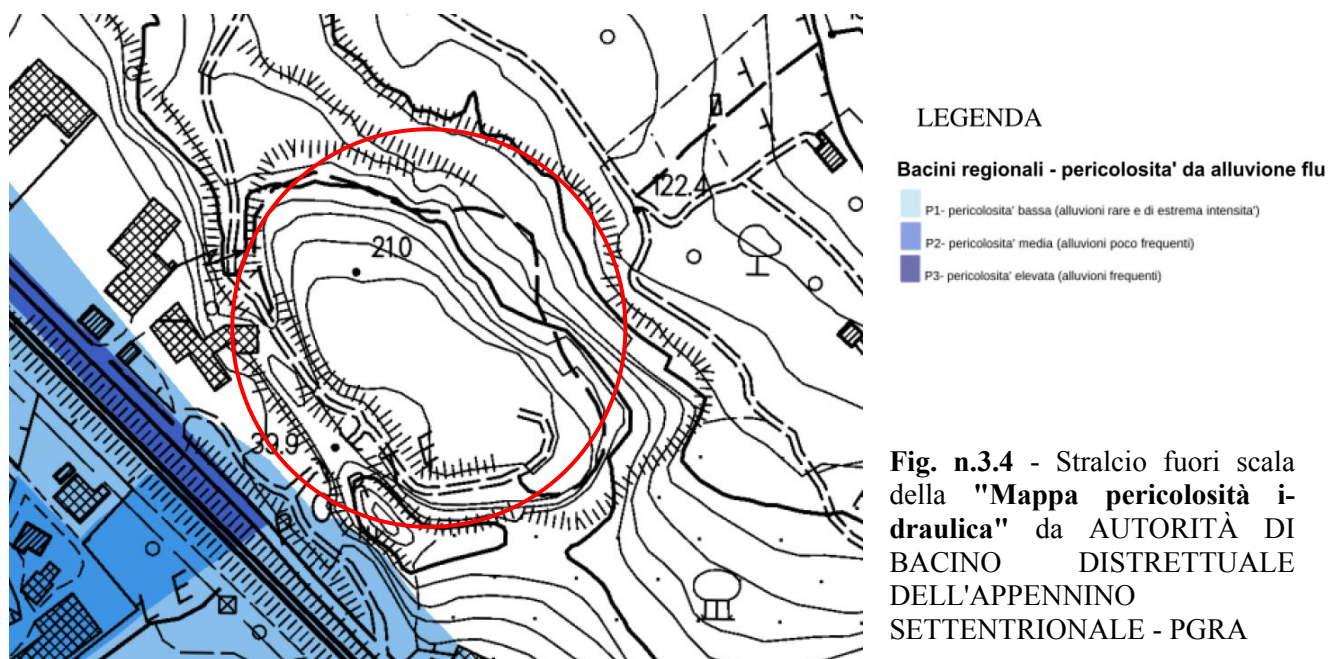 122.4
210
39.9
E
LEGENDA
Bacini regionali - pericolosita' da alluvione flu
P1- pericolosita' bassa (alluvioni rare e di estrema intensita')
P2- pericolosita' media (alluvioni poco frequenti)
P3- pericolosita' elevata (alluvioni frequenti)
Fig. n.3.4 - Stralcio fuori scala
della "Mappa pericolosità i-
draulica" da AUTORITÀ DI
BACINO DISTRETTUALE
DELL'APPENNINO
SETTENTRIONALE - PGRA